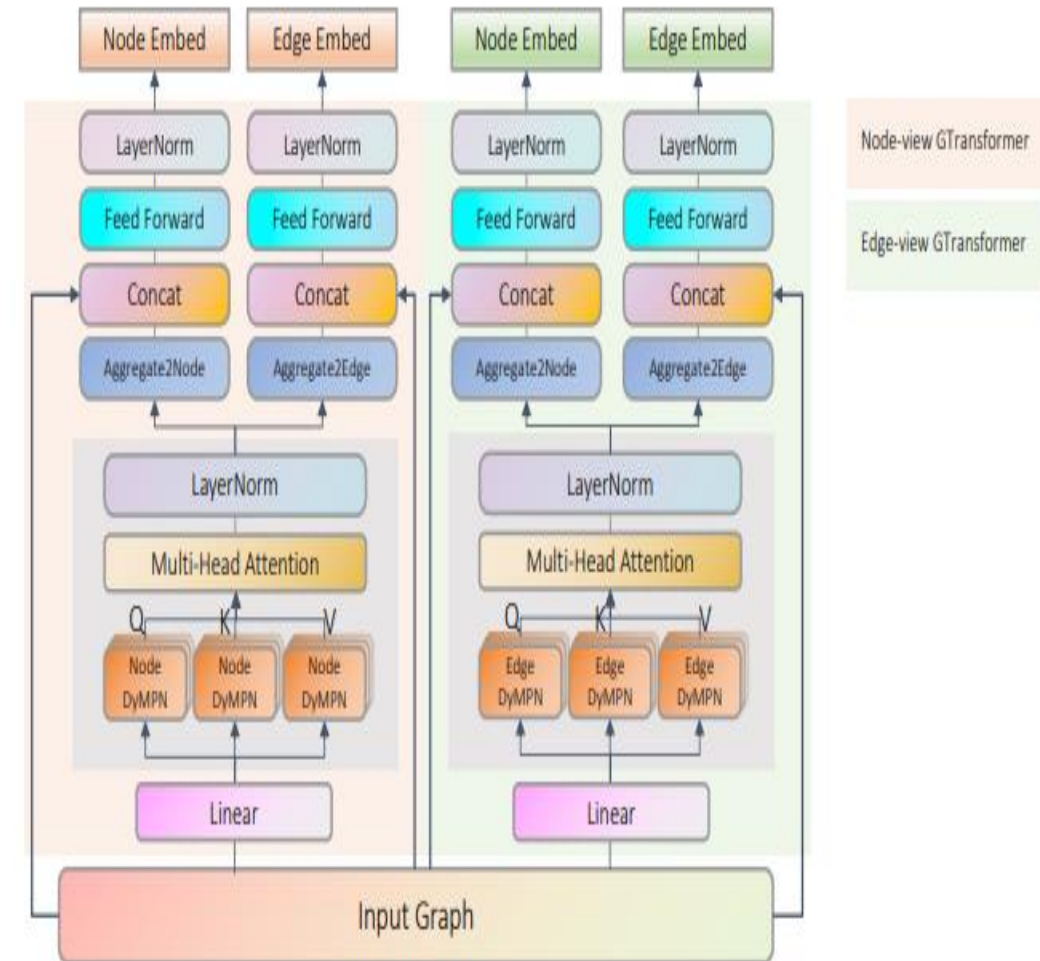 Node Embed Edge Embed Node Embed Edge Embed
LayerNorm LayerNorm LayerNorm LayerNorm
Node-view GTransformer
Feed Forward Feed Forward Feed Forward Feed Forward
Edge-view GTransformer
Concat Concat Concat Concat
Aggregate2Node Aggregate2Edge Aggregate2Node Aggregate2Edge
LayerNorm LayerNorm
Multi-Head Attention Multi-Head Attention
Q K V Q K V
Node Node Node Edge Edge Edge
DyMPN DyMPN DyMPN DyMPN DyMPN DyMPN
Linear Linear
Input Graph